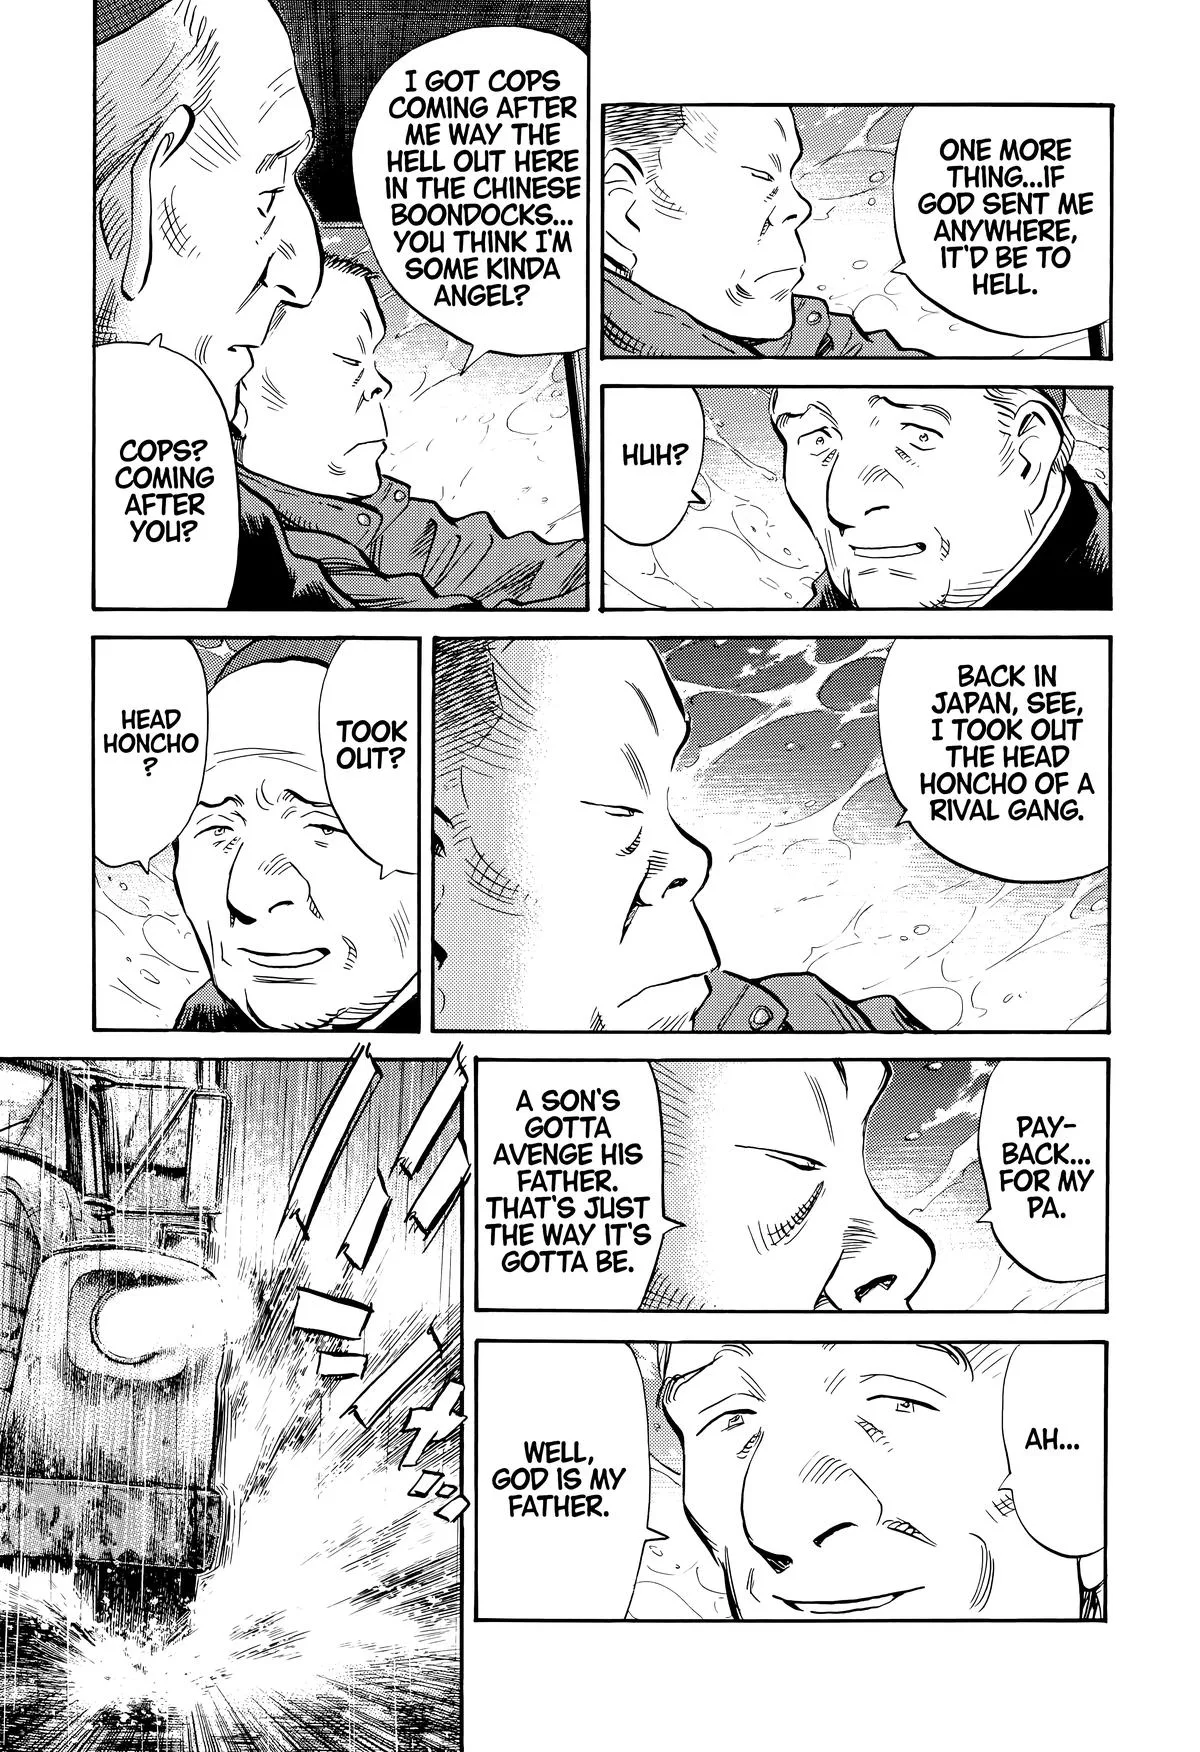 ONE MORE
THING...IF
GOD SENT ME
ANYWHERE,
IT'D BE TO
HELL.
HUH?
I GOT COPS
COMING AFTER
ME WAY THE
HELL OUT HERE
IN THE CHINESE
BOONDOCKS...
YOU THINK I'M
SOME KINDA
ANGEL?
COPS?
COMING
AFTER
YOU?
BACK IN
JAPAN, SEE,
I TOOK OUT
THE HEAD
HONCHO OF A
RIVAL GANG.
TOOK
OUT?
HEAD
HONCHO
?
PAY-
BACK...
FOR MY
PA.
A SON'S
GOTTA
AVENGE HIS
FATHER.
THAT'S JUST
THE WAY IT'S
GOTTA BE.
AH...
WELL,
GOD IS MY
FATHER.